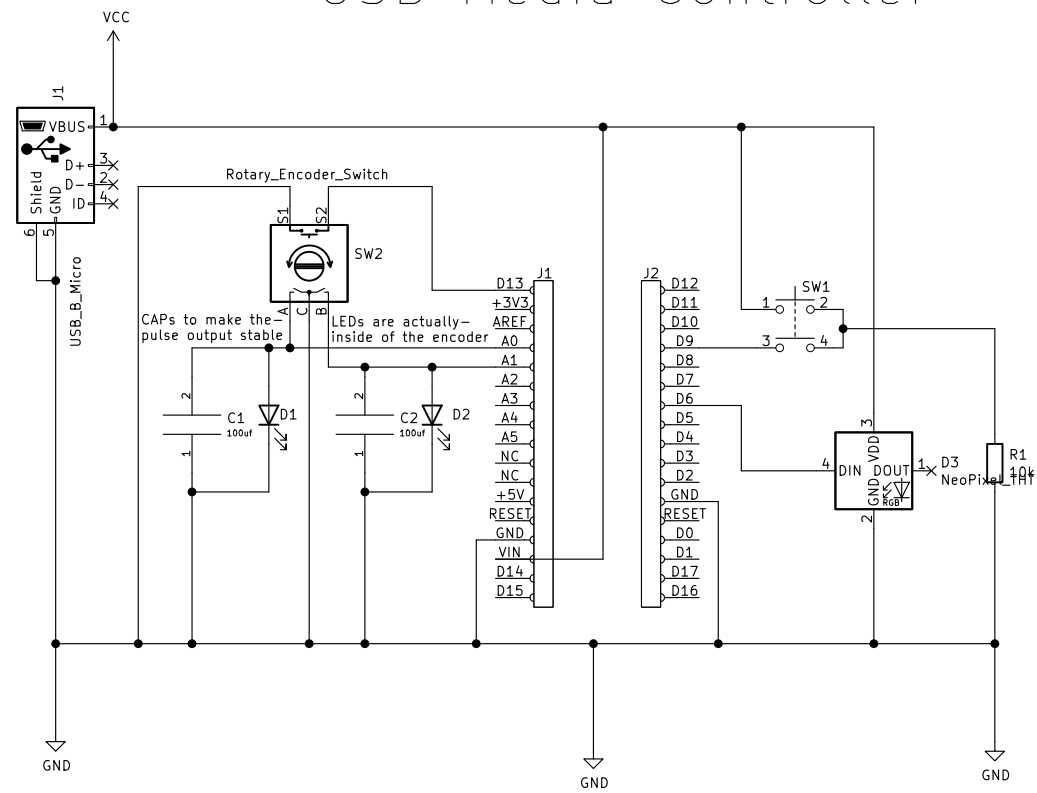 USB Media Controller
VCC
J1
VBUS 1
D+ 3
D- 2
ID 4
Shield
GND
6
5
USB_B_Micro
Rotary_Encoder_Switch
S1
S2
SW2
A
C
B
CAPs to make the-
pulse output stable
LEDs are actually-
inside of the encoder
2
C1
100uf
1
D1
2
C2
100uf
1
D2
J1
D13
+3V3
AREF
A0
A1
A2
A3
A4
A5
NC
NC
+5V
RESET
GND
VIN
D14
D15
J2
D12
D11
D10
D9
D8
D7
D6
D5
D4
D3
D2
GND
RESET
D0
D1
D17
D16
SW1
1 2
3 4
3
VDD
4 DIN DOUT 1
GND
RGB
2
D3
NeoPixel_THT
R1
10k
GND
GND
GND